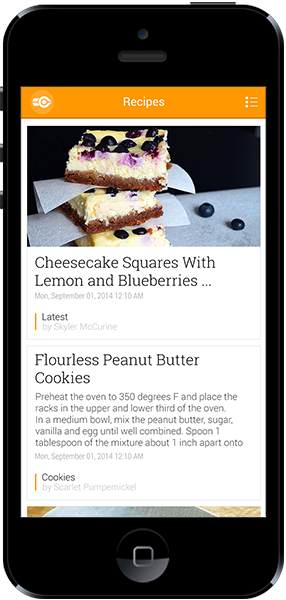 Recipes
Cheesecake Squares With
Lemon and Blueberries ...
Mon, September 01, 2014 12:10 AM
Latest
by Skyler McCurine
Flourless Peanut Butter
Cookies
Preheat the oven to 350 degrees F and place the
racks in the upper and lower third of the oven.
In a medium bowl, mix the peanut butter, sugar,
vanilla and egg until well combined. Spoon 1
tablespoon of the mixture about 1 inch apart onto
Mon, September 01, 2014 12:10 AM
Cookies
by Scarlet Pumpernickel